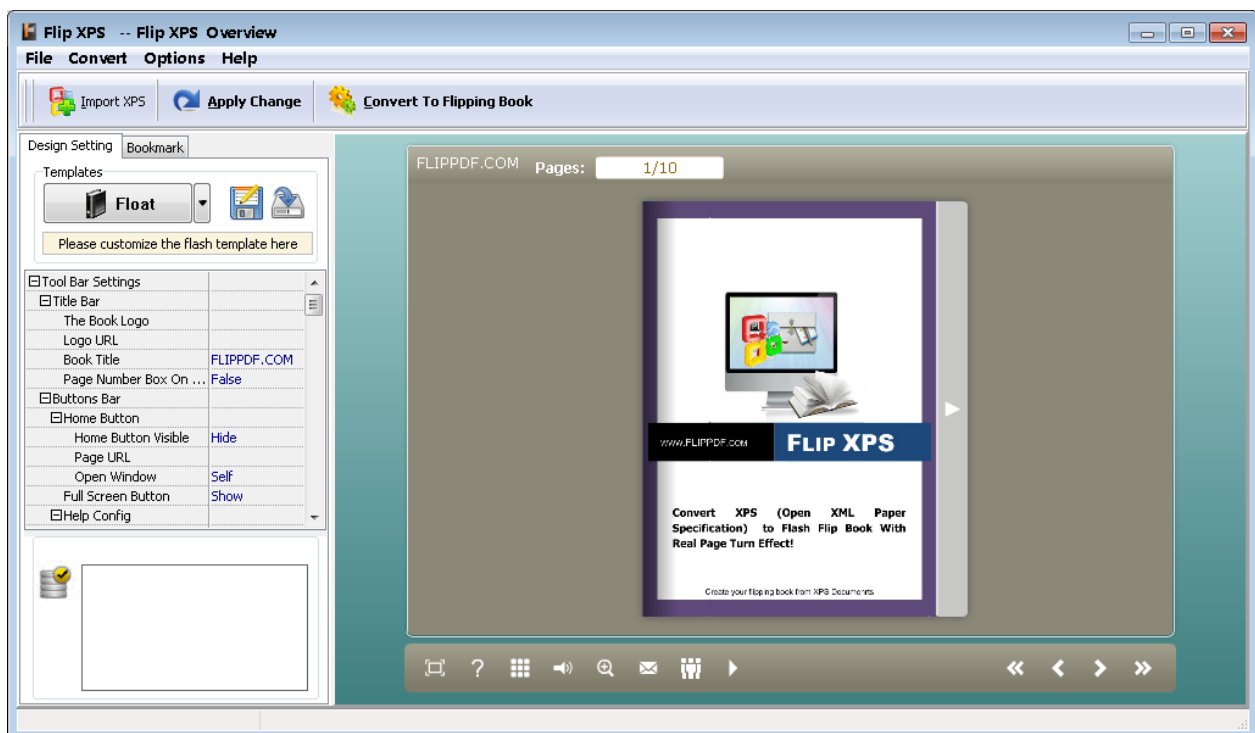 Flip XPS -- Flip XPS Overview
File Convert Options Help
Import XPS Apply Change Convert To Flipping Book
Design Setting Bookmark
Templates
Float
Please customize the flash template here
Tool Bar Settings
Title Bar
The Book Logo
Logo URL
Book Title FLIPPDF.COM
Page Number Box On ... False
Buttons Bar
Home Button
Home Button Visible Hide
Page URL
Open Window Self
Full Screen Button Show
Help Config
FLIPPDF.COM Pages: 1/10
www.FLIPPDF.com FLIP XPS
Convert XPS (Open XML Paper
Specification) to Flash Flip Book With
Real Page Turn Effect!
Create your flipping book from XPS Documenrts